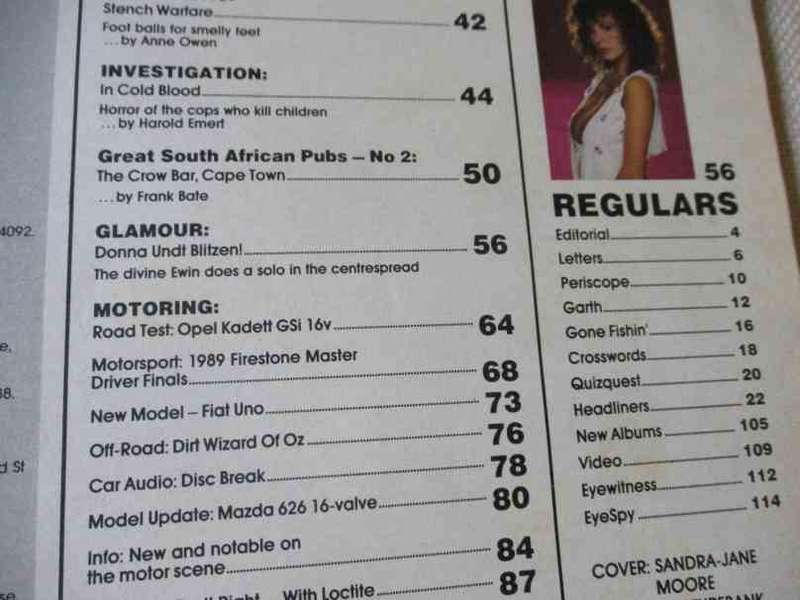 Stench Warfare 42
Foot balls for smelly feet
...by Anne Owen
INVESTIGATION:
In Cold Blood 44
Horror of the cops who kill children
...by Harold Emert
Great South African Pubs – No 2:
The Crow Bar, Cape Town 50
...by Frank Bate
GLAMOUR:
Donna Undt Blitzen! 56
The divine Ewin does a solo in the centrespread
MOTORING:
Road Test: Opel Kadett GSi 16v 64
Motorsport: 1989 Firestone Master
Driver Finals 68
New Model – Fiat Uno 73
Off-Road: Dirt Wizard Of Oz 76
Car Audio: Disc Break 78
Model Update: Mazda 626 16-valve 80
Info: New and notable on
the motor scene 84
With Loctite 87
56
REGULARS
Editorial 4
Letters 6
Periscope 10
Garth 12
Gone Fishin' 16
Crosswords 18
Quizquest 20
Headliners 22
New Albums 105
Video 109
Eyewitness 112
EyeSpy 114
COVER: SANDRA-JANE
MOORE
4092.
St